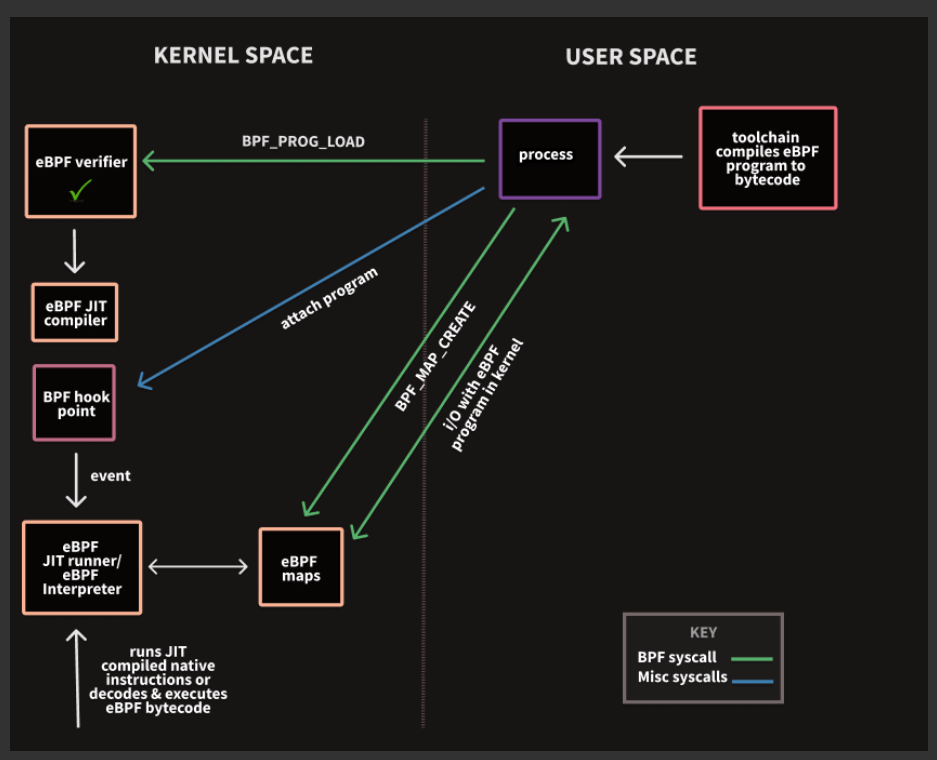 KERNEL SPACE
USER SPACE
eBPF verifier
BPF_PROG_LOAD
process
toolchain
compiles eBPF
program to
bytecode
attach program
eBPF JIT
compiler
BPF_MAP_CREATE
i/O with eBPF
program in kernel
BPF hook
point
event
eBPF
JIT runner/
eBPF
Interpreter
eBPF
maps
runs JIT
compiled native
instructions or
decodes & executes
eBPF bytecode
KEY
BPF syscall
Misc syscalls